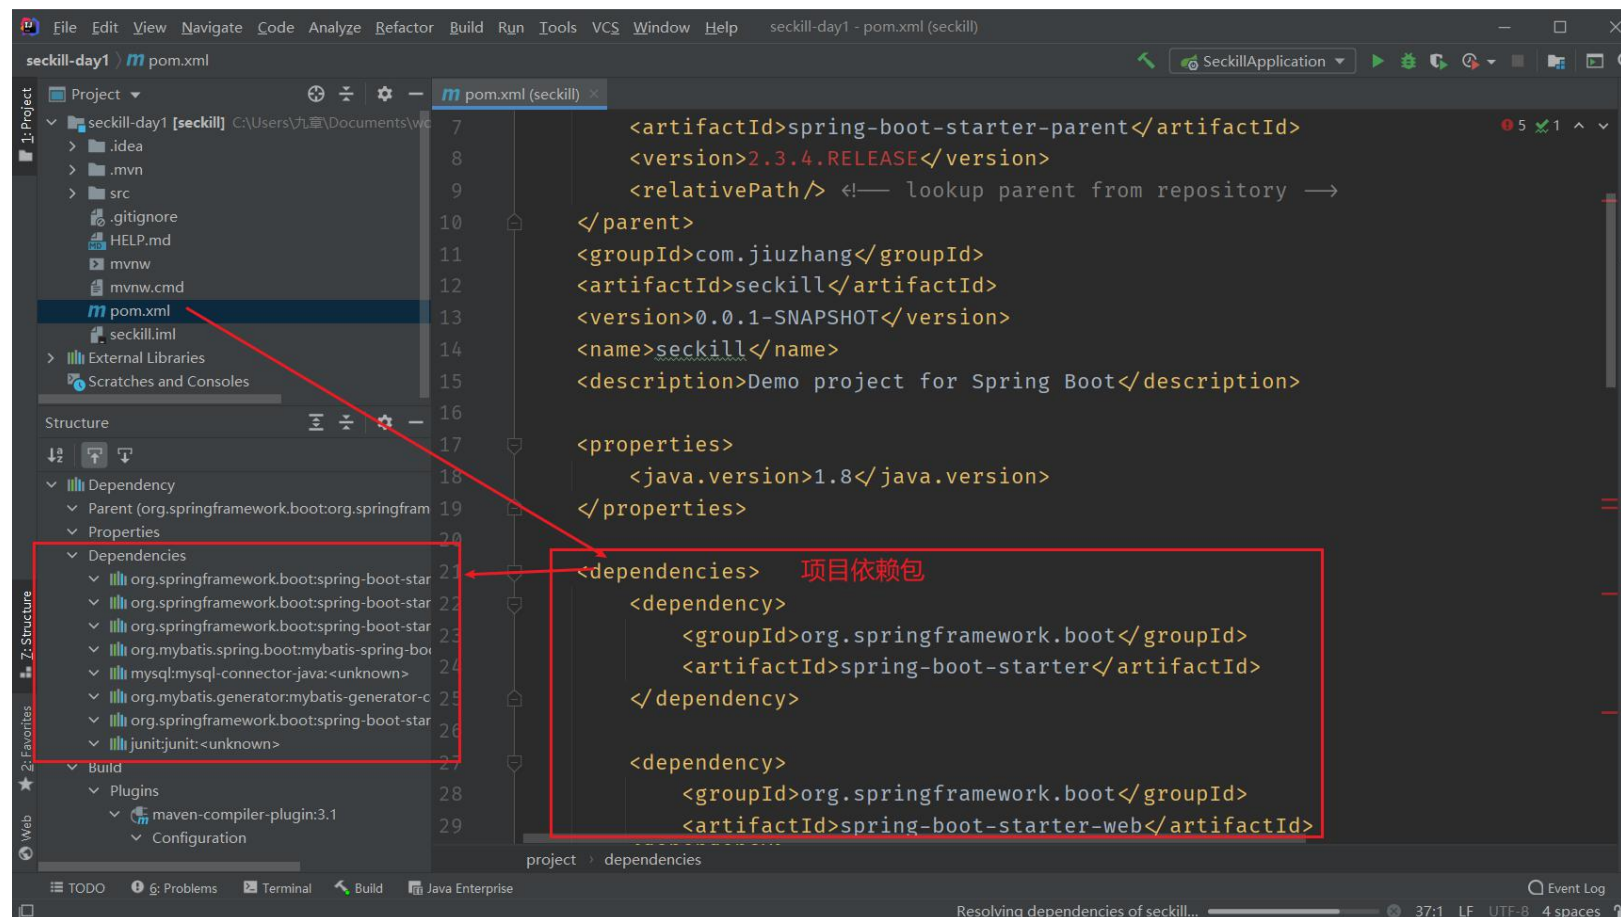 File Edit View Navigate Code Analyze Refactor Build Run Tools VCS Window Help seckill-day1 - pom.xml (seckill)
seckill-day1 pom.xml
SeckillApplication
1: Project
Project
pom.xml (seckill)
seckill-day1 [seckill] C:\Users\九章\Documents\wo
.idea
.mvn
src
.gitignore
HELP.md
mvnw
mvnw.cmd
pom.xml
seckill.iml
External Libraries
Scratches and Consoles
Structure
Dependency
Parent (org.springframework.boot:org.springfram
Properties
Dependencies
org.springframework.boot:spring-boot-star
org.springframework.boot:spring-boot-star
org.springframework.boot:spring-boot-star
org.mybatis.spring.boot:mybatis-spring-boo
mysql:mysql-connector-java:<unknown>
org.mybatis.generator:mybatis-generator-c
org.springframework.boot:spring-boot-star
junit:junit:<unknown>
Build
Plugins
maven-compiler-plugin:3.1
Configuration
Z: Structure
2: Favorites
Web
5 1
7 <artifactId>spring-boot-starter-parent</artifactId>
8 <version>2.3.4.RELEASE</version>
9 <relativePath/> <!-- lookup parent from repository -->
10 </parent>
11 <groupId>com.jiuzhang</groupId>
12 <artifactId>seckill</artifactId>
13 <version>0.0.1-SNAPSHOT</version>
14 <name>seckill</name>
15 <description>Demo project for Spring Boot</description>
16
17 <properties>
18 <java.version>1.8</java.version>
19 </properties>
20
21 <dependencies> 项目依赖包
22 <dependency>
23 <groupId>org.springframework.boot</groupId>
24 <artifactId>spring-boot-starter</artifactId>
25 </dependency>
26
27 <dependency>
28 <groupId>org.springframework.boot</groupId>
29 <artifactId>spring-boot-starter-web</artifactId>
project dependencies
TODO 6: Problems Terminal Build Java Enterprise Event Log
Resolving dependencies of seckill... 37:1 LF UTF-8 4 spaces